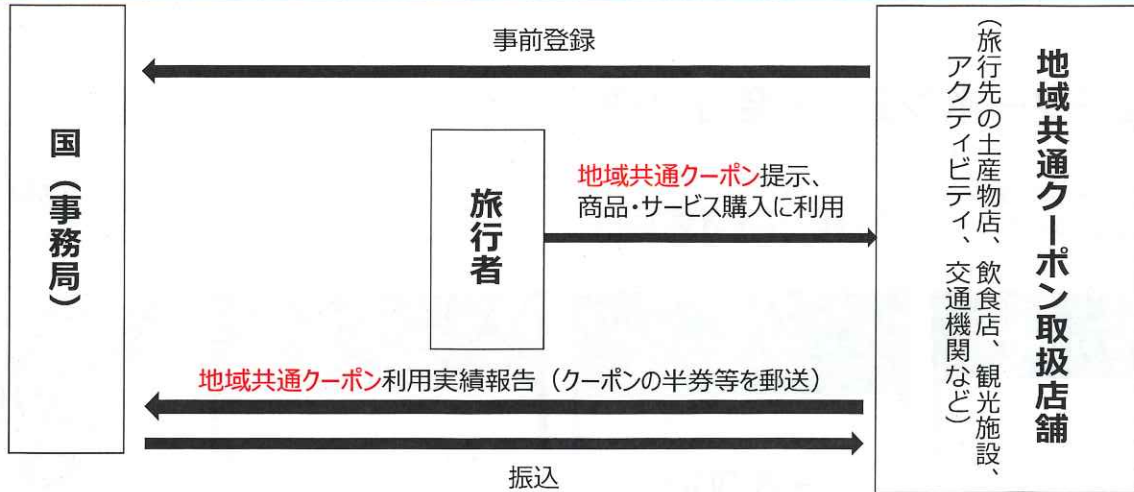 事前登録
国（事務局）
旅行者
地域共通クーポン提示、
商品・サービス購入に利用
地域共通クーポン取扱店舗
（旅行先の土産物店、飲食店、観光施設、
アクティビティ、交通機関など）
地域共通クーポン利用実績報告（クーポンの半券等を郵送）
振込